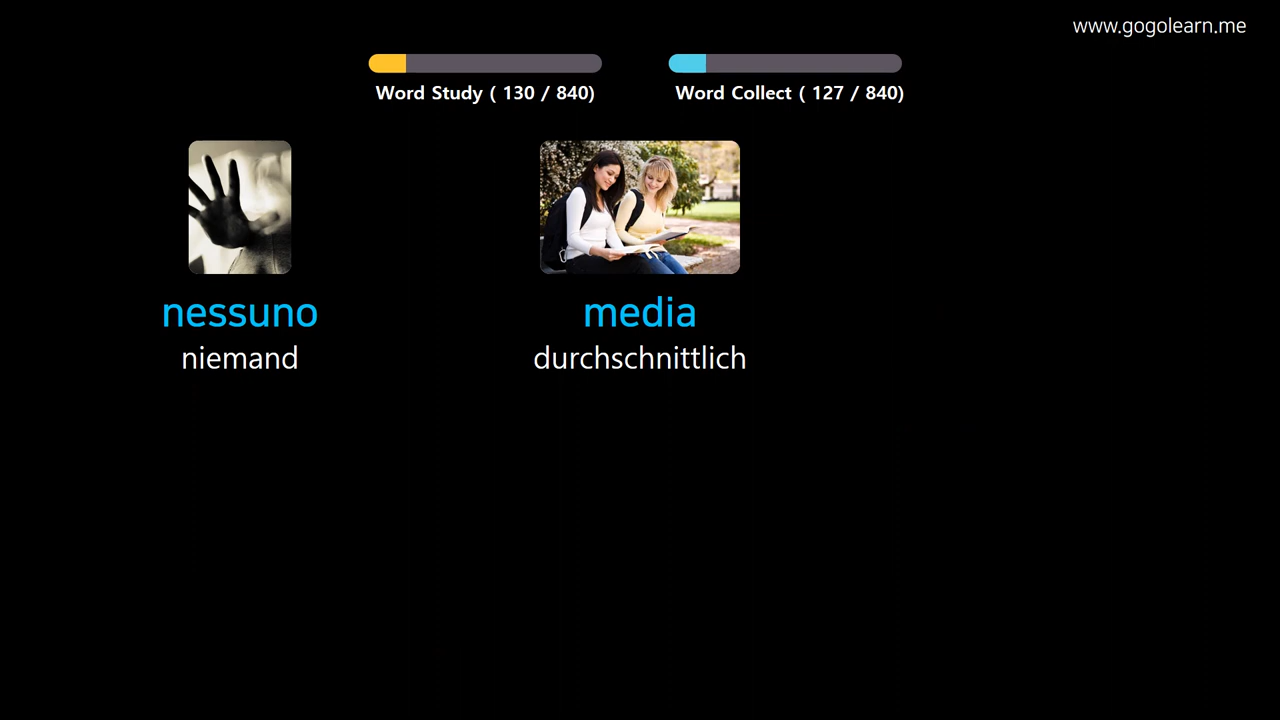 www.gogolearn.me
Word Study ( 130 / 840)
Word Collect ( 127 / 840)
nessuno
niemand
media
durchschnittlich